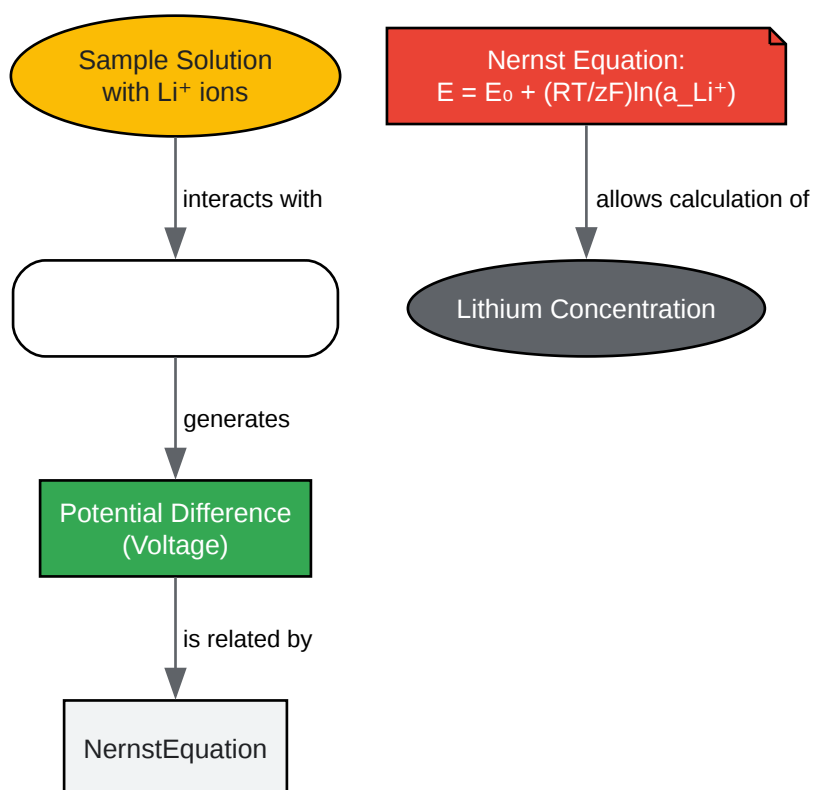 Sample Solution
with Li⁺ ions
interacts with
generates
Potential Difference
(Voltage)
is related by
NernstEquation
Nernst Equation:
E = E₀ + (RT/zF)ln(a_Li⁺)
allows calculation of
Lithium Concentration